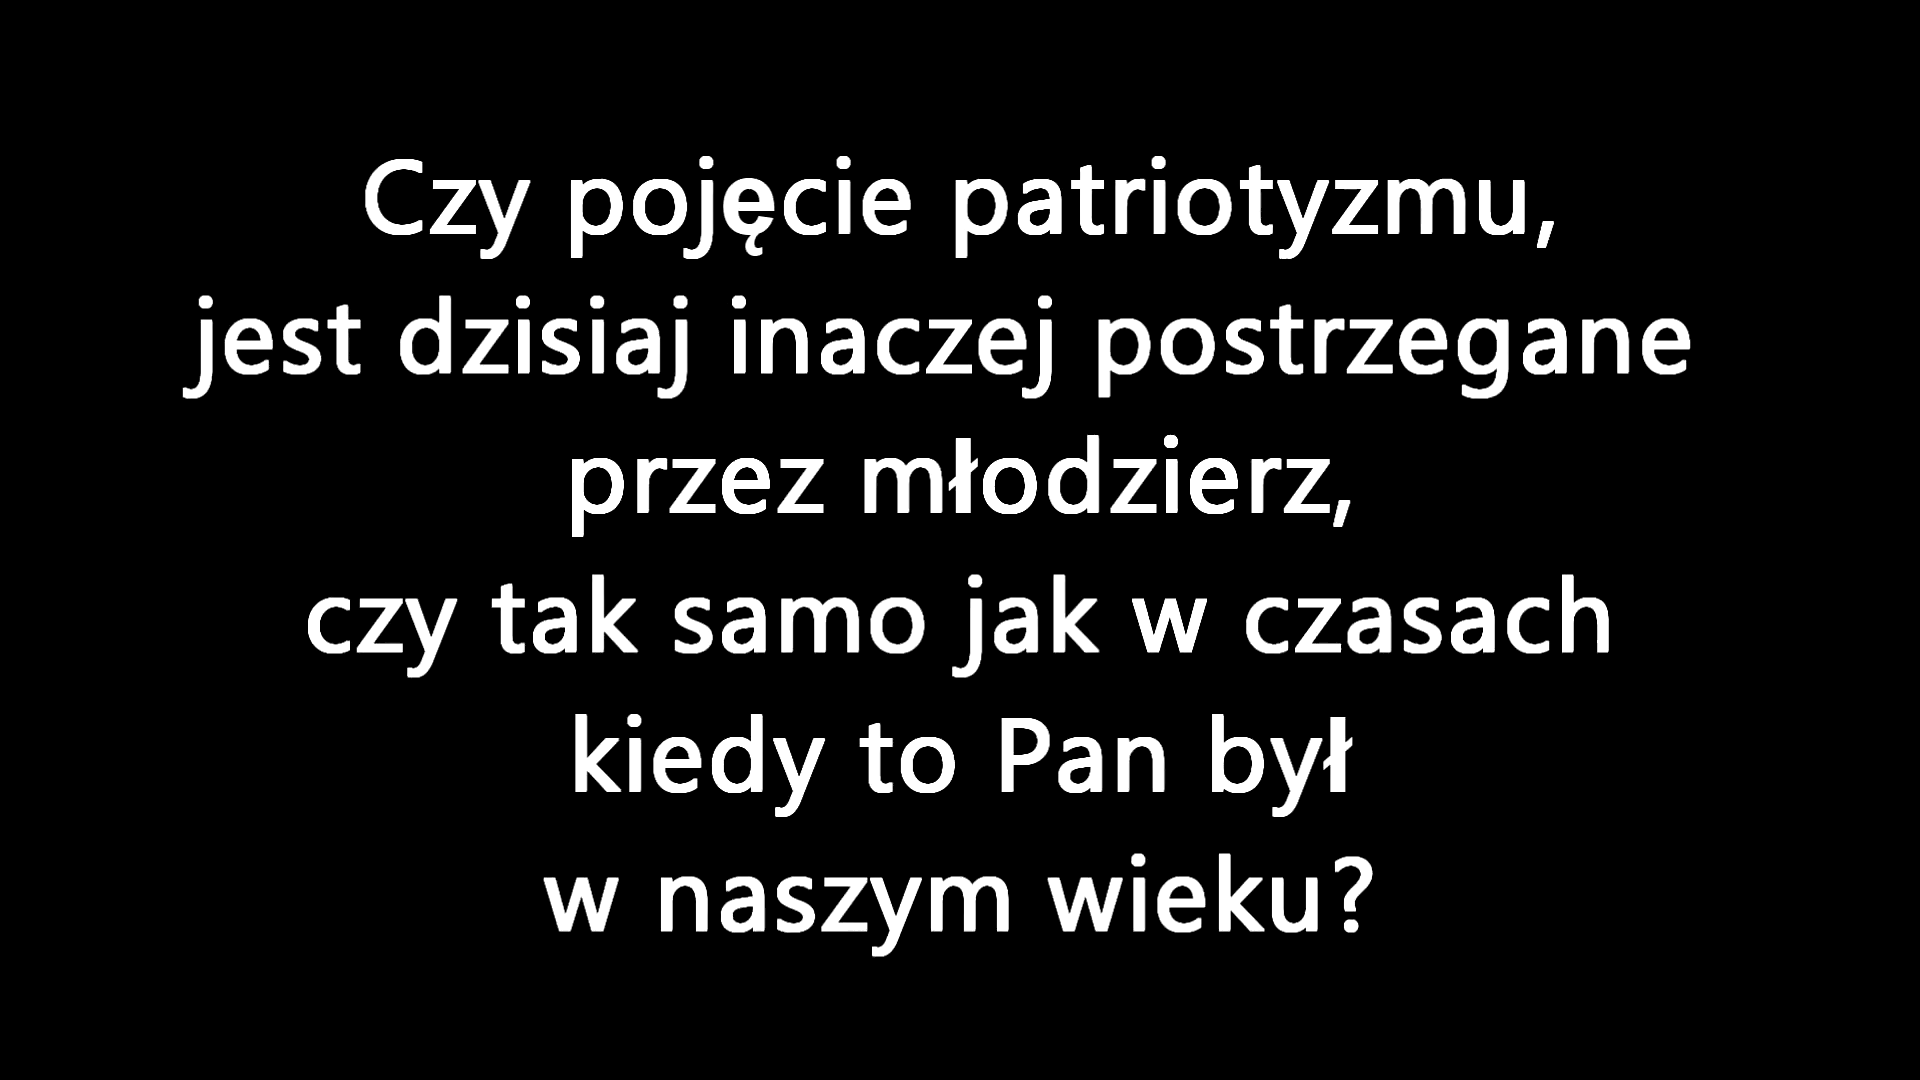 Czy pojęcie patriotyzmu,
jest dzisiaj inaczej postrzegane
przez młodzierz,
czy tak samo jak w czasach
kiedy to Pan był
w naszym wieku?